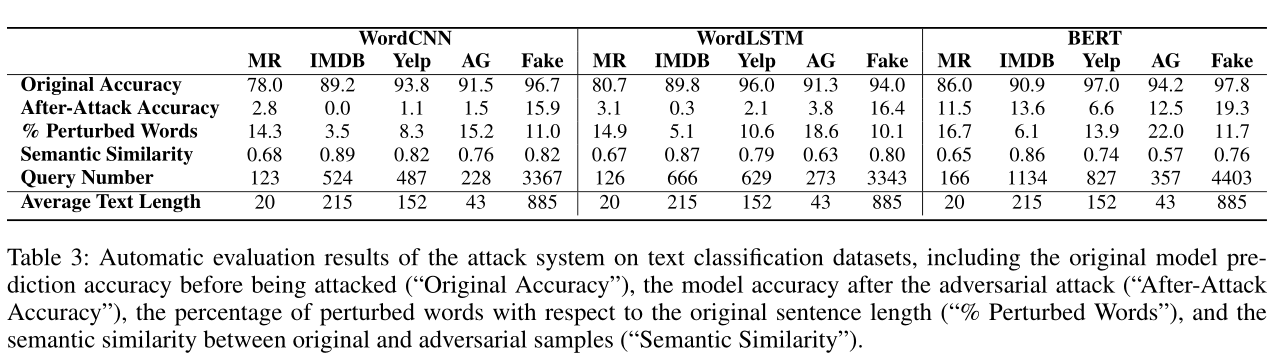 WordCNN WordLSTM BERT
MR IMDB Yelp AG Fake MR IMDB Yelp AG Fake MR IMDB Yelp AG Fake
Original Accuracy 78.0 89.2 93.8 91.5 96.7 80.7 89.8 96.0 91.3 94.0 86.0 90.9 97.0 94.2 97.8
After-Attack Accuracy 2.8 0.0 1.1 1.5 15.9 3.1 0.3 2.1 3.8 16.4 11.5 13.6 6.6 12.5 19.3
% Perturbed Words 14.3 3.5 8.3 15.2 11.0 14.9 5.1 10.6 18.6 10.1 16.7 6.1 13.9 22.0 11.7
Semantic Similarity 0.68 0.89 0.82 0.76 0.82 0.67 0.87 0.79 0.63 0.80 0.65 0.86 0.74 0.57 0.76
Query Number 123 524 487 228 3367 126 666 629 273 3343 166 1134 827 357 4403
Average Text Length 20 215 152 43 885 20 215 152 43 885 20 215 152 43 885
Table 3: Automatic evaluation results of the attack system on text classification datasets, including the original model pre-
diction accuracy before being attacked (“Original Accuracy”), the model accuracy after the adversarial attack (“After-Attack
Accuracy”), the percentage of perturbed words with respect to the original sentence length (“% Perturbed Words”), and the
semantic similarity between original and adversarial samples (“Semantic Similarity”).